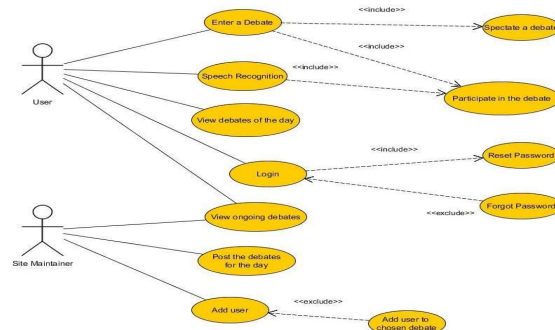 <<include>>
Enter a Debate
Spectate a debate
<<include>>
<<include>>
Speech Recognition
Participate in the debate
User
View debates of the day
<<include>>
Reset Password
Login
Forgot Password
<<exclude>>
View ongoing debates
Post the debates
for the day
Site Maintainer
<<exclude>>
Add user
Add user to
chosen debate